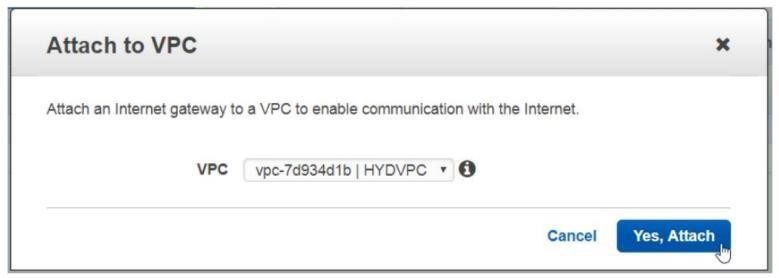 Attach to VPC
Attach an Internet gateway to a VPC to enable communication with the Internet.
VPC vpc-7d934d1b | HYDVPC
Cancel Yes, Attach